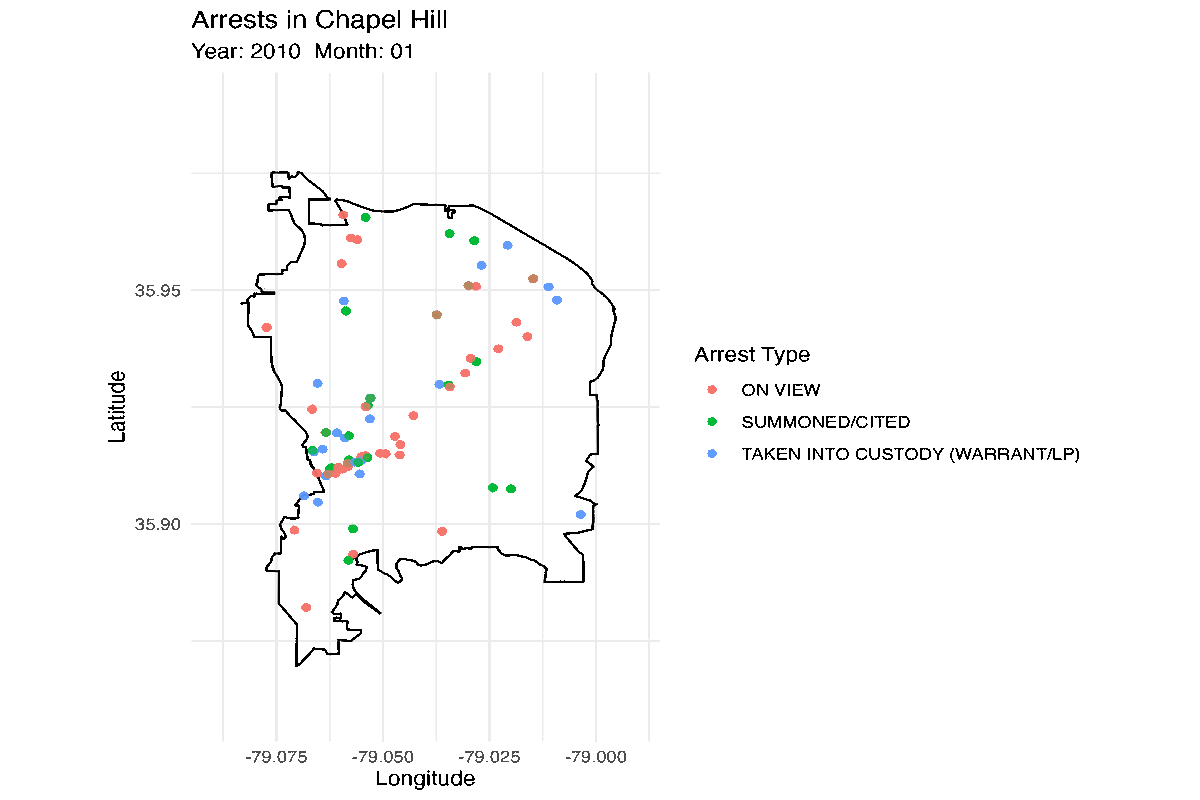 Arrests in Chapel Hill
Year: 2010 Month: 01
Latitude
35.95
35.90
-79.075 -79.050 -79.025 -79.000
Longitude
Arrest Type
ON VIEW
SUMMONED/CITED
TAKEN INTO CUSTODY (WARRANT/LP)